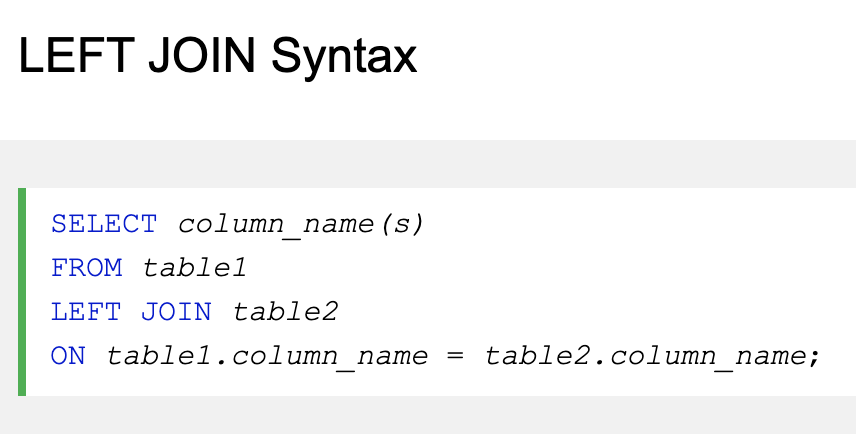 LEFT JOIN Syntax
SELECT column_name(s)
FROM table1
LEFT JOIN table2
ON table1.column_name = table2.column_name;